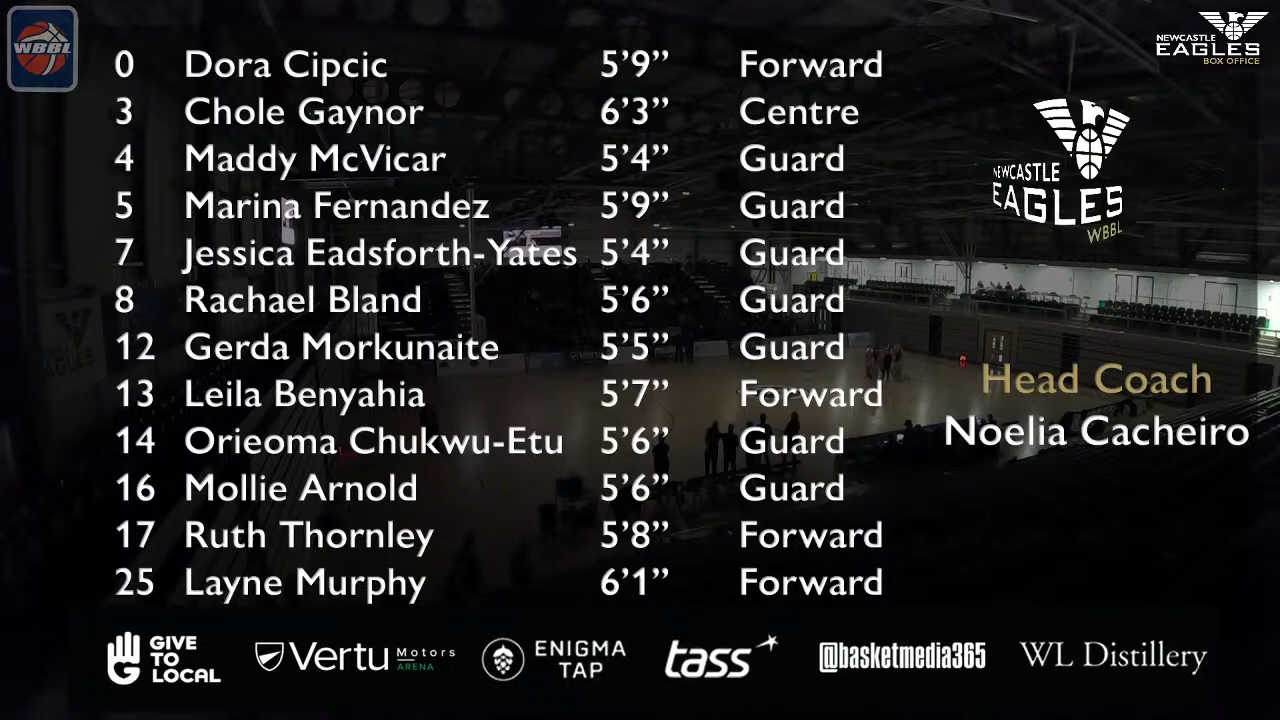 WBBL
NEWCASTLE
EAGLES
BOX OFFICE
0 Dora Cipcic 5’9” Forward
3 Chole Gaynor 6’3” Centre
4 Maddy McVicar 5’4” Guard
5 Marina Fernandez 5’9” Guard
7 Jessica Eadsforth-Yates 5’4” Guard
8 Rachael Bland 5’6” Guard
12 Gerda Morkunaite 5’5” Guard
13 Leila Benyahia 5’7” Forward
14 Orieoma Chukwu-Etu 5’6” Guard
16 Mollie Arnold 5’6” Guard
17 Ruth Thornley 5’8” Forward
25 Layne Murphy 6’1” Forward
NEWCASTLE
EAGLES
WBBL
Head Coach
Noelia Cacheiro
GIVE
TO
LOCAL
Vertu Motors
ARENA
ENIGMA
TAP
tass
@basketmedia365
WL Distillery